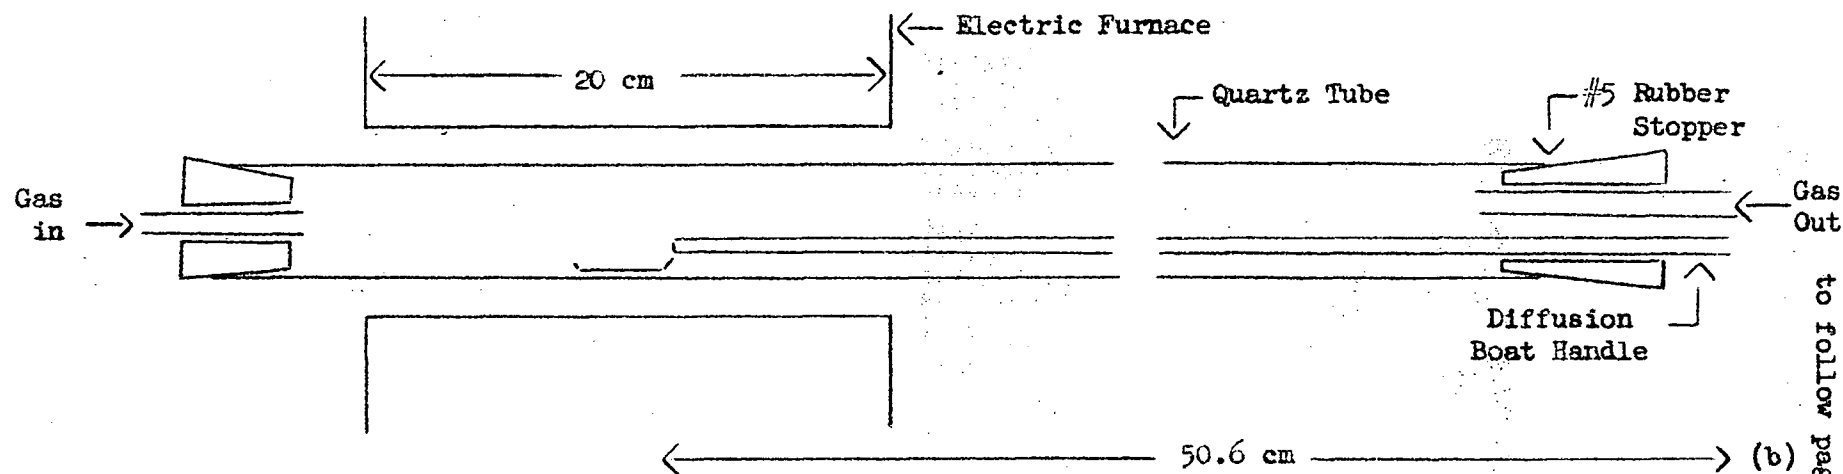 Electric Furnace
20 cm
Quartz Tube
#5 Rubber
Stopper
Gas
in
Gas
Out
Diffusion
Boat Handle
50.6 cm
(b)
to follow